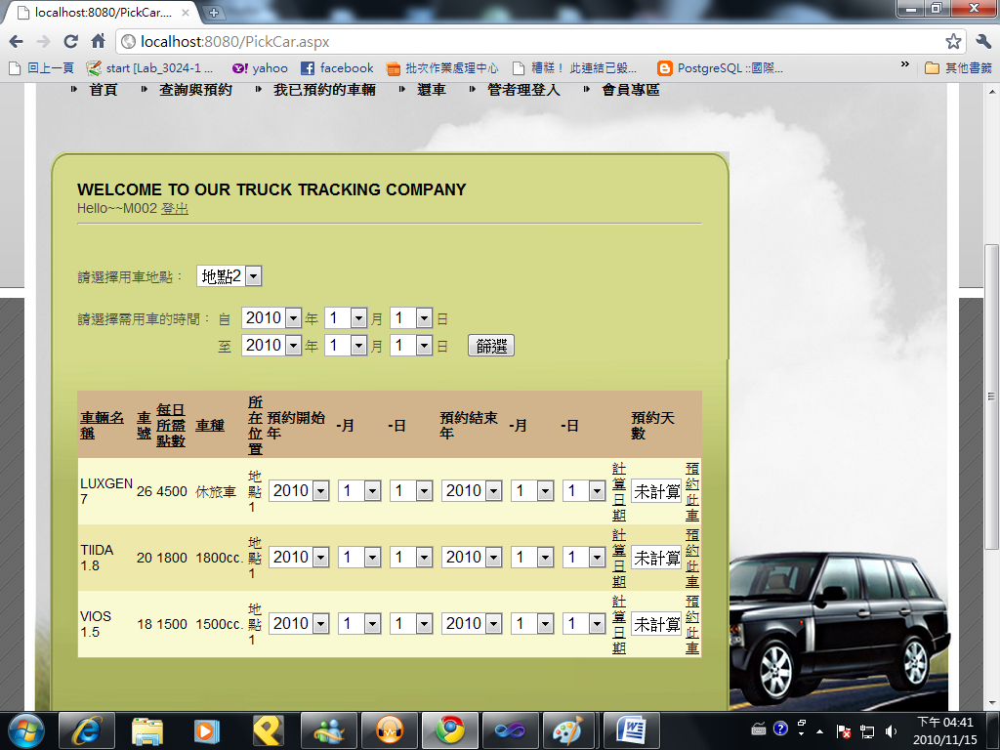 localhost:8080/PickCar....
localhost:8080/PickCar.aspx
回上一頁 start [Lab_3024-1 ... yahoo facebook 批次作業處理中心 糟糕！ 此連結已毀... PostgreSQL ::國際... » 其他書籤
首頁 查詢與預約 我已預約的車輛 還車 管者理登入 會員專區
WELCOME TO OUR TRUCK TRACKING COMPANY
Hello~~M002 登出
請選擇用車地點： 地點2
請選擇需用車的時間： 自 2010 年 1 月 1 日
至 2010 年 1 月 1 日 篩選
車輛名稱 車號 每日所需點數 車種 所在位置 預約開始年 -月 -日 預約結束年 -月 -日 預約天數
LUXGEN 7 26 4500 休旅車 地點1 2010 1 1 2010 1 1 計算日期 未計算 預約此車
TIIDA 1.8 20 1800 1800cc. 地點1 2010 1 1 2010 1 1 計算日期 未計算 預約此車
VIOS 1.5 18 1500 1500cc. 地點1 2010 1 1 2010 1 1 計算日期 未計算 預約此車
下午 04:41
2010/11/15